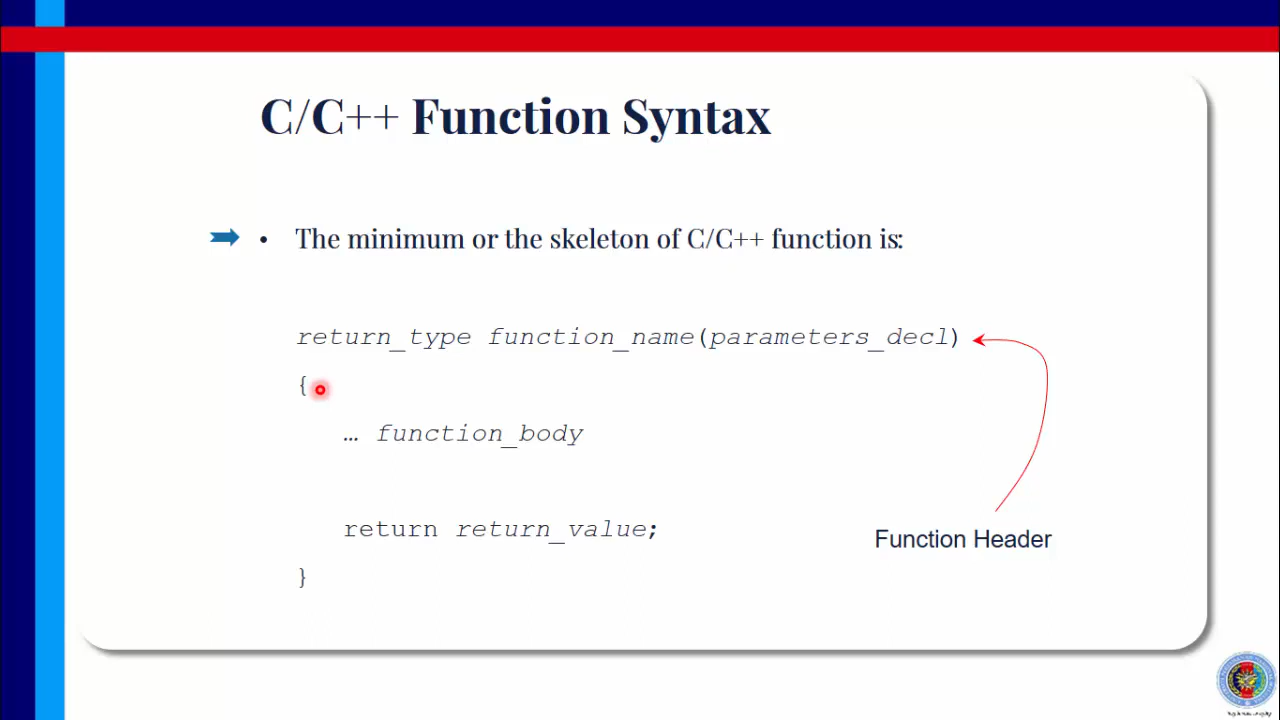 C/C++ Function Syntax
• The minimum or the skeleton of C/C++ function is:
return_type function_name(parameters_decl)
{
… function_body
return return_value;
}
Function Header